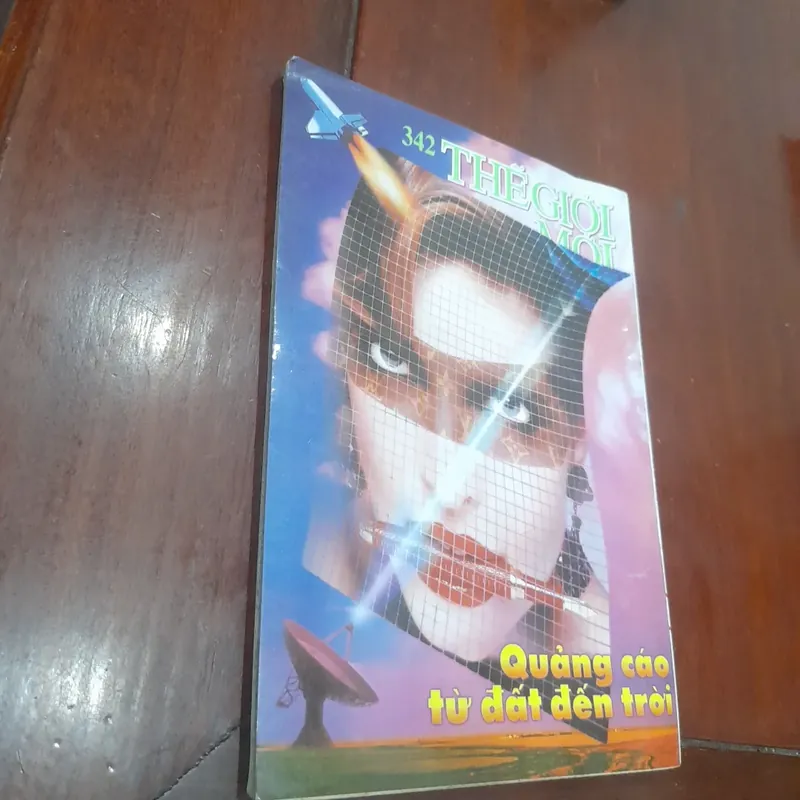 342 THẾ GIỚI
MỚI
Quảng cáo
từ đất đến trời